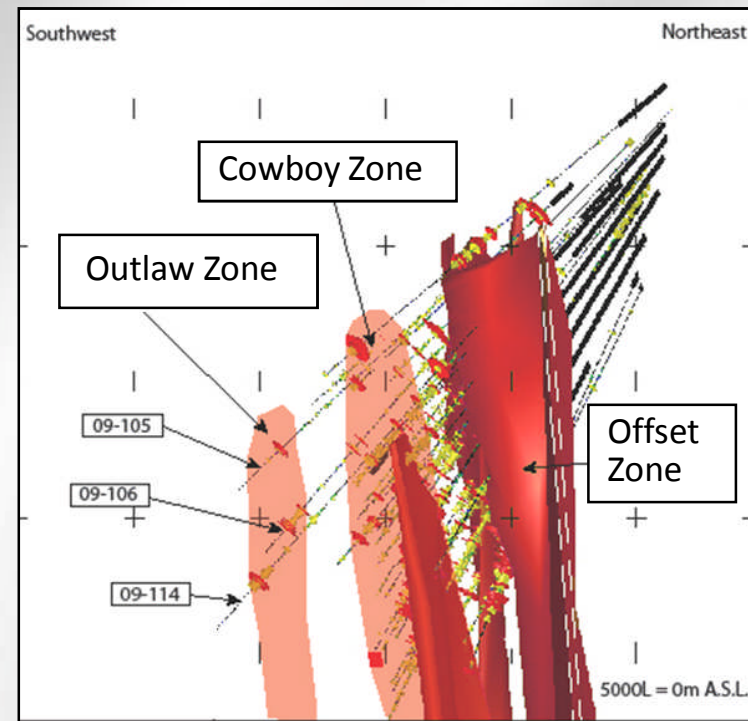 Southwest
Northeast
Cowboy Zone
Outlaw Zone
09-105
Offset
Zone
09-106
09-114
5000L = 0m A.S.L.